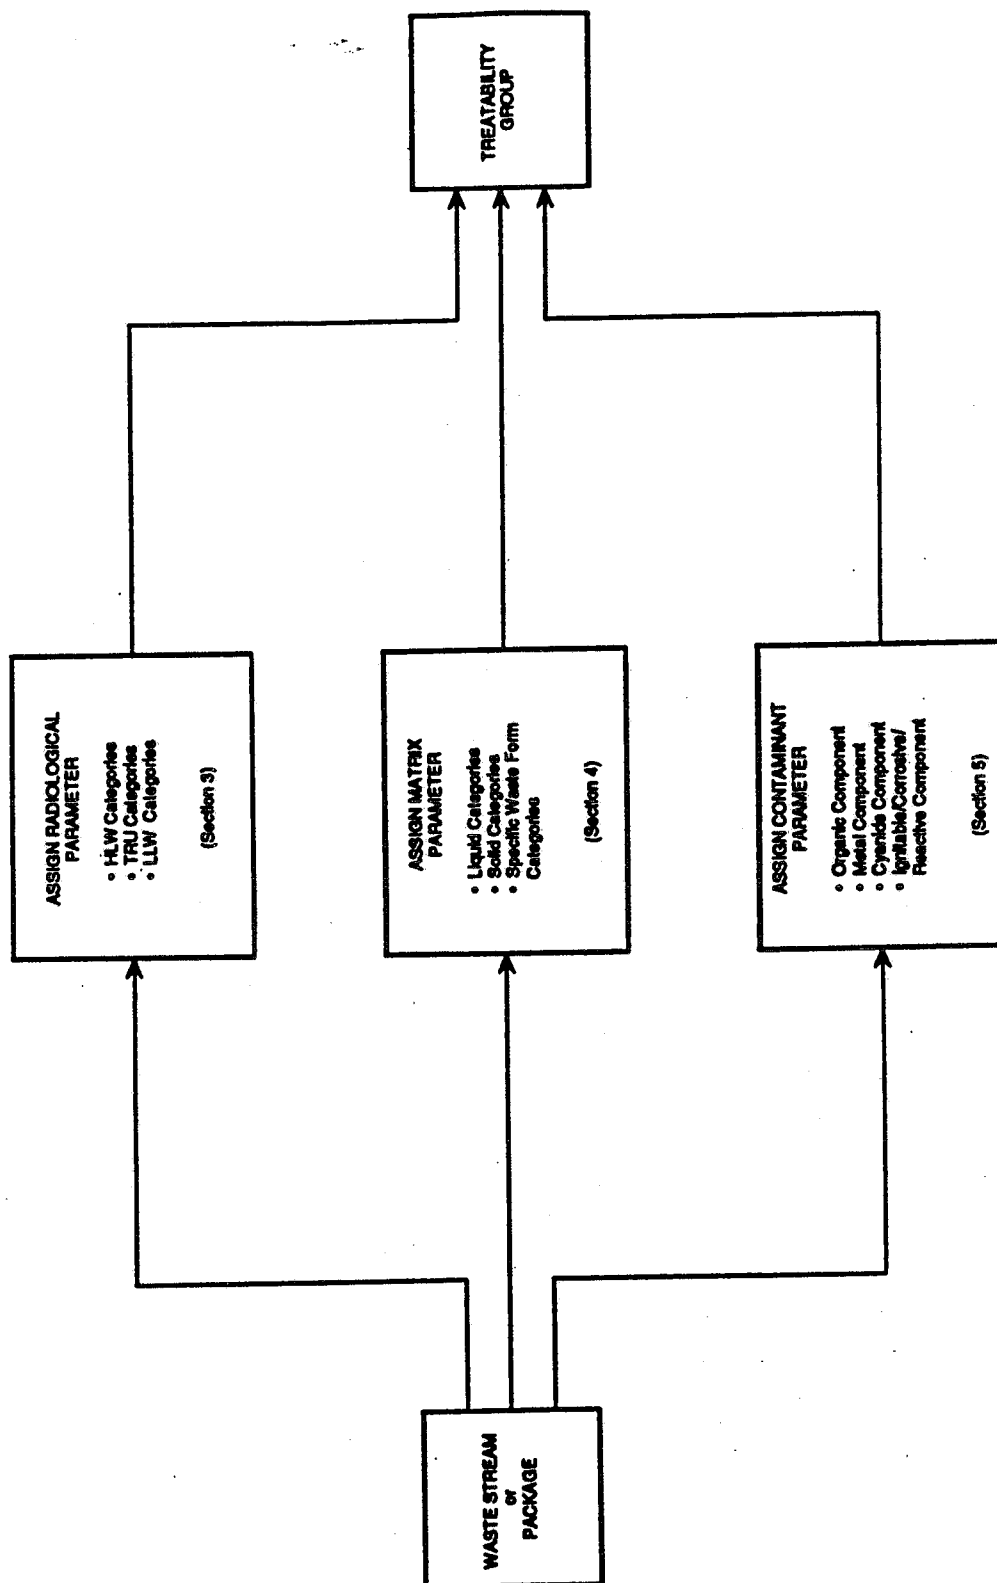 WASTE STREAM
or
PACKAGE
ASSIGN RADIOLOGICAL
PARAMETER
• HLW Categories
• TRU Categories
• LLW Categories
(Section 3)
ASSIGN MATRIX
PARAMETER
• Liquid Categories
• Solid Categories
• Specific Waste Form
Categories
(Section 4)
ASSIGN CONTAMINANT
PARAMETER
• Organic Component
• Metal Component
• Cyanide Component
• Ignitable/Corrosive/
Reactive Component
(Section 5)
TREATABILITY
GROUP